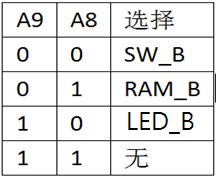 A9 A8 选择
0 0 SW_B
0 1 RAM_B
1 0 LED_B
1 1 无